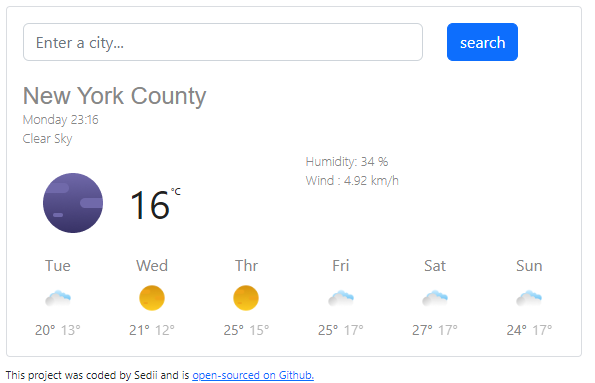 Enter a city...
search
New York County
Monday 23:16
Clear Sky
Humidity: 34 %
Wind : 4.92 km/h
16°C
Tue Wed Thr Fri Sat Sun
20° 13° 21° 12° 25° 15° 25° 17° 27° 17° 24° 17°
This project was coded by Sedii and is open-sourced on Github.